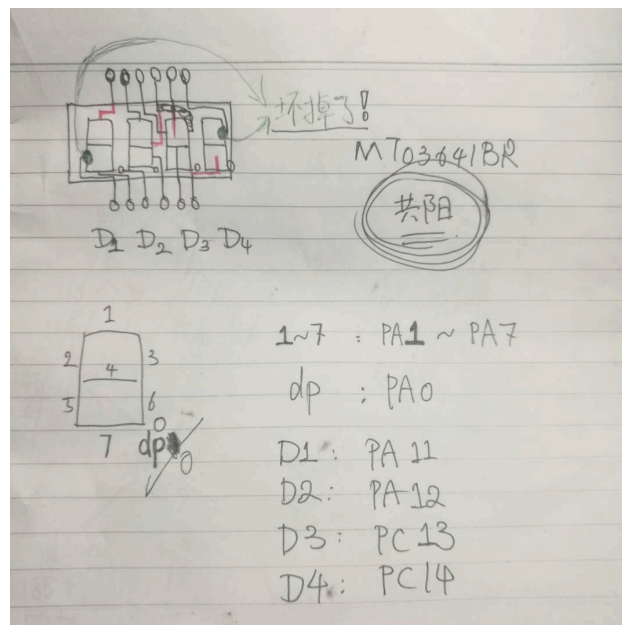 坏掉了!
MT03641BR
共阳
D1 D2 D3 D4
1
2 4 3
5 6
7 dp 0
1~7 : PA1 ~ PA7
dp : PA0
D1: PA11
D2: PA12
D3: PC13
D4: PC14